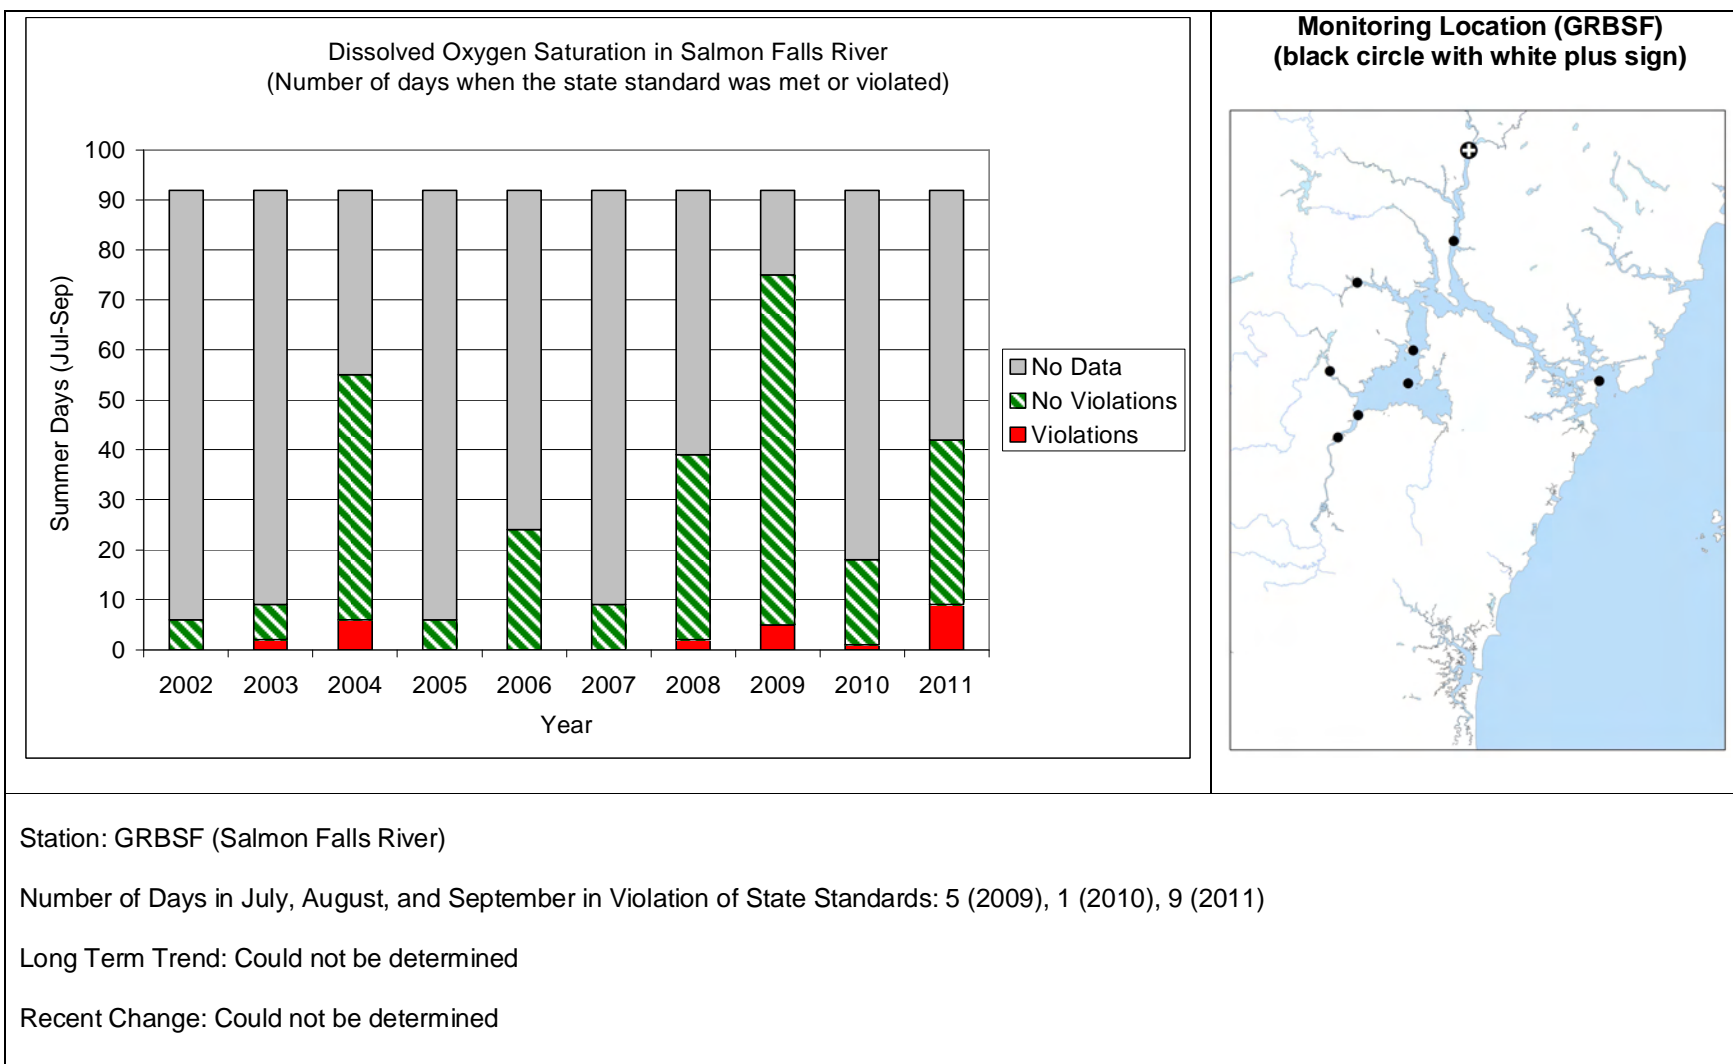 Dissolved Oxygen Saturation in Salmon Falls River
(Number of days when the state standard was met or violated)
100
90
80
70
60
50
40
30
20
10
0
Summer Days (Jul-Sep)
2002 2003 2004 2005 2006 2007 2008 2009 2010 2011
Year
No Data
No Violations
Violations
Monitoring Location (GRBSF)
(black circle with white plus sign)
Station: GRBSF (Salmon Falls River)
Number of Days in July, August, and September in Violation of State Standards: 5 (2009), 1 (2010), 9 (2011)
Long Term Trend: Could not be determined
Recent Change: Could not be determined